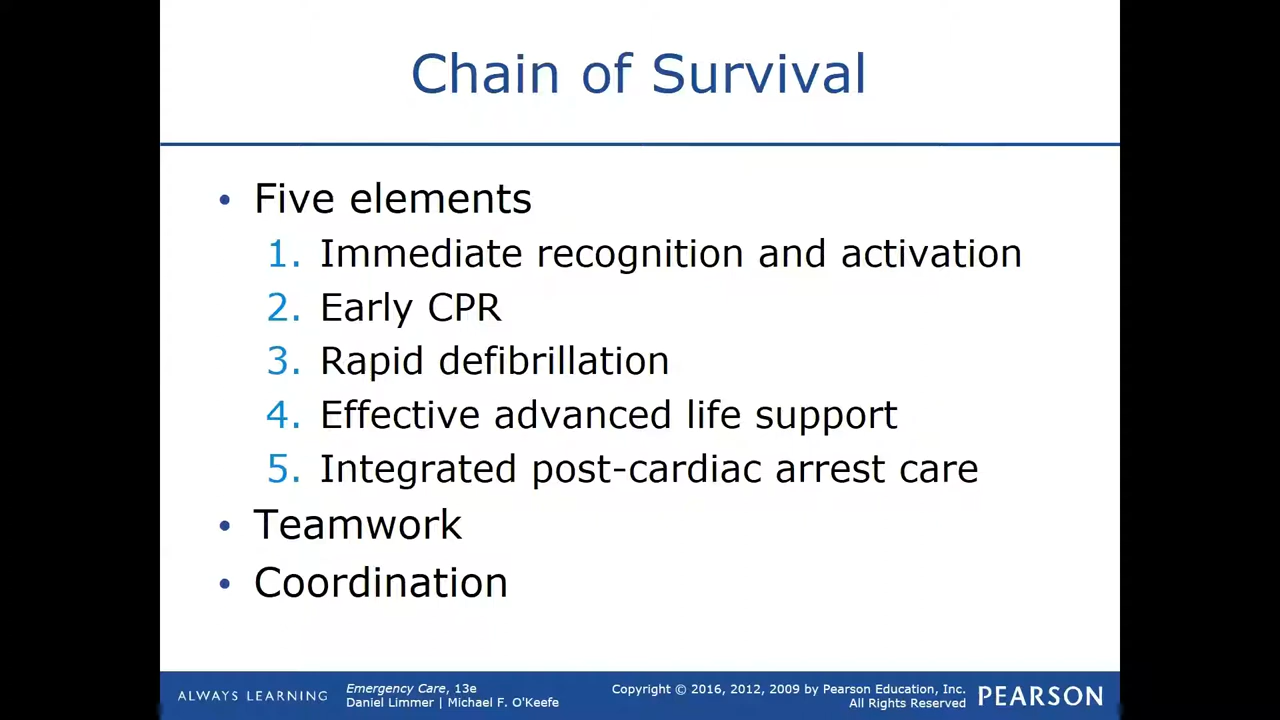 Chain of Survival
• Five elements
1. Immediate recognition and activation
2. Early CPR
3. Rapid defibrillation
4. Effective advanced life support
5. Integrated post-cardiac arrest care
• Teamwork
• Coordination
ALWAYS LEARNING
Emergency Care, 13e
Daniel Limmer | Michael F. O'Keefe
Copyright © 2016, 2012, 2009 by Pearson Education, Inc.
All Rights Reserved
PEARSON